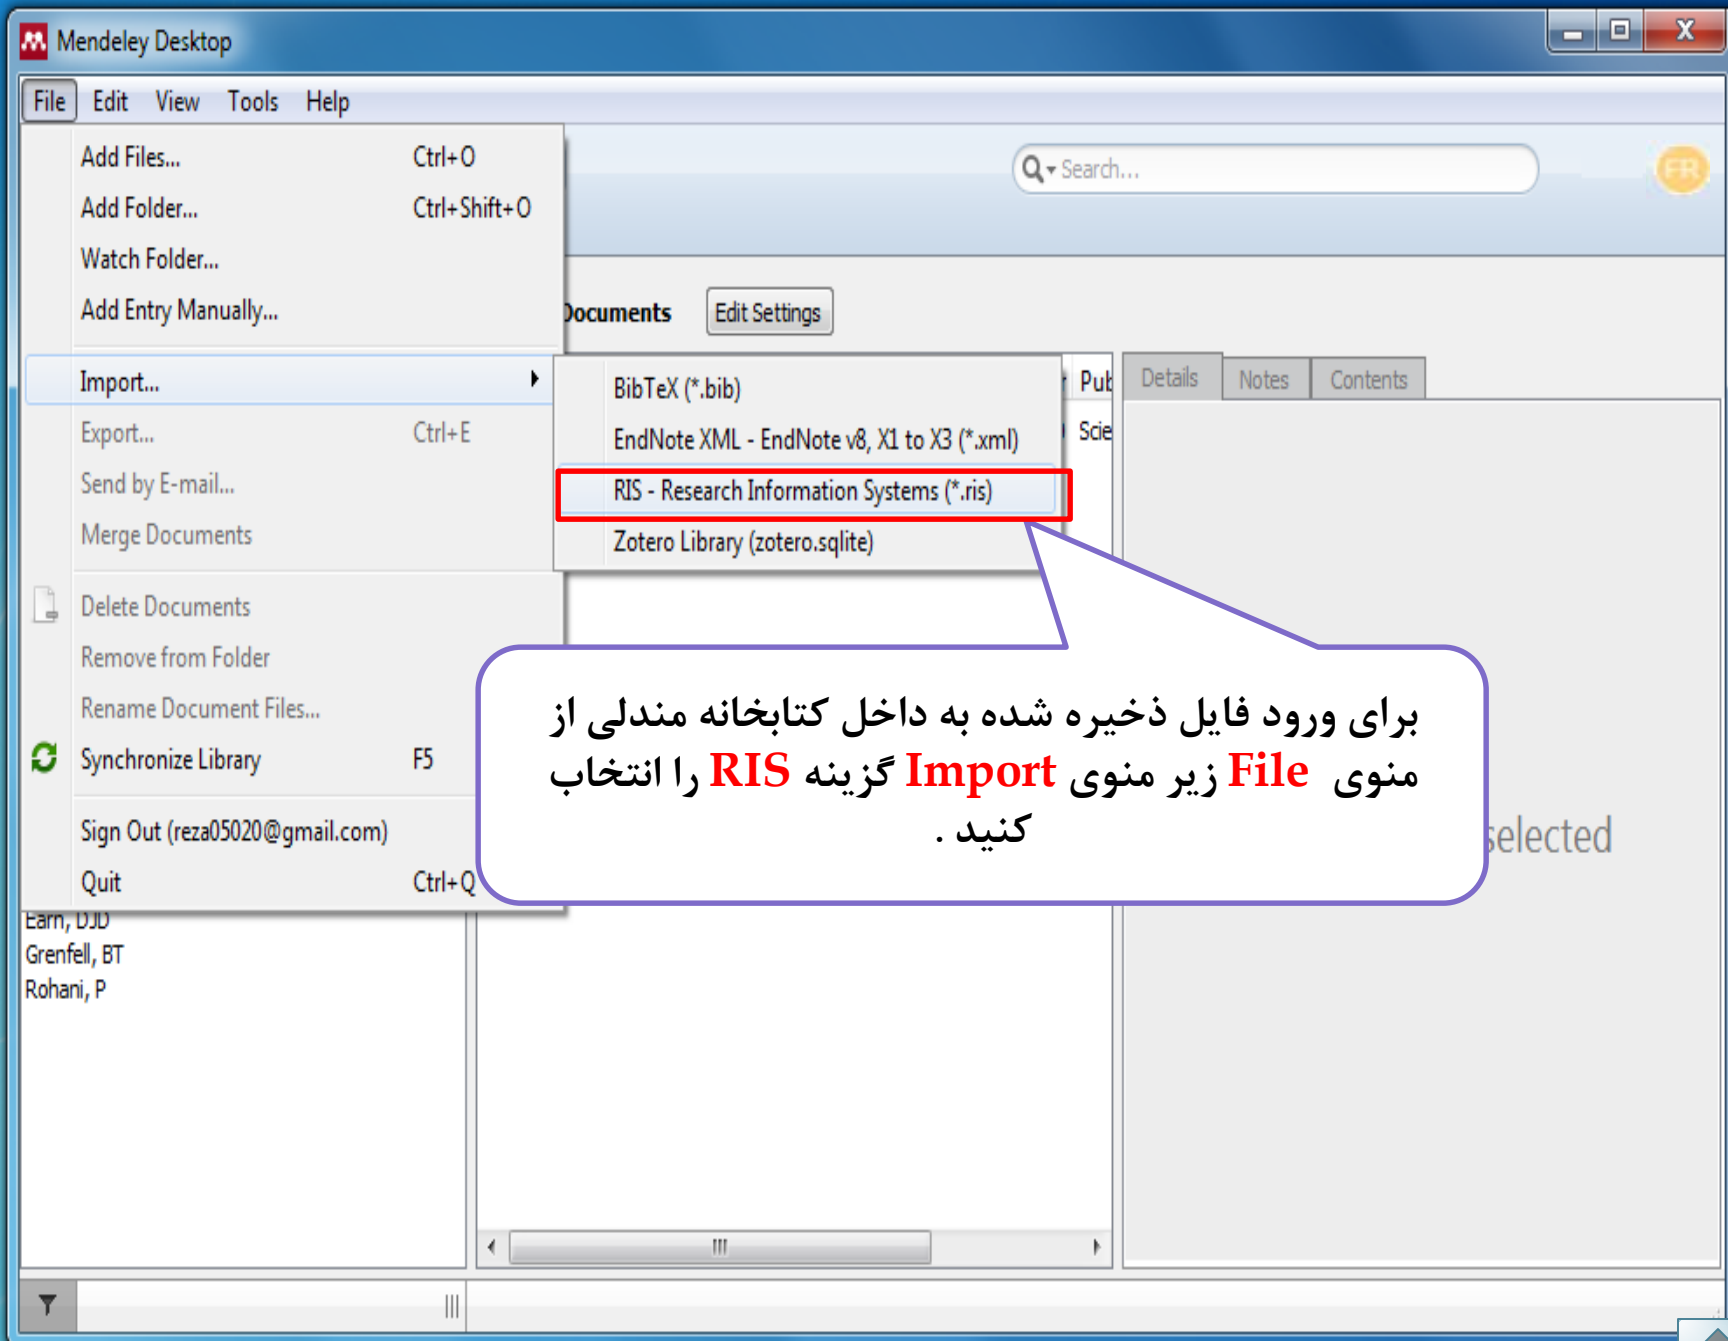 Mendeley Desktop
File Edit View Tools Help
Add Files... Ctrl+O
Add Folder... Ctrl+Shift+O
Watch Folder...
Add Entry Manually...
Import...
Export... Ctrl+E
Send by E-mail...
Merge Documents
Delete Documents
Remove from Folder
Rename Document Files...
Synchronize Library F5
Sign Out (reza05020@gmail.com)
Quit Ctrl+Q
Search...
FR
Documents Edit Settings
BibTeX (*.bib)
EndNote XML - EndNote v8, X1 to X3 (*.xml)
RIS - Research Information Systems (*.ris)
Zotero Library (zotero.sqlite)
Pub
Scie
Details Notes Contents
برای ورود فایل ذخیره شده به داخل کتابخانه مندلی از
منوی File زیر منوی Import گزینه RIS را انتخاب
کنید .
selected
Earn, DJD
Grenfell, BT
Rohani, P